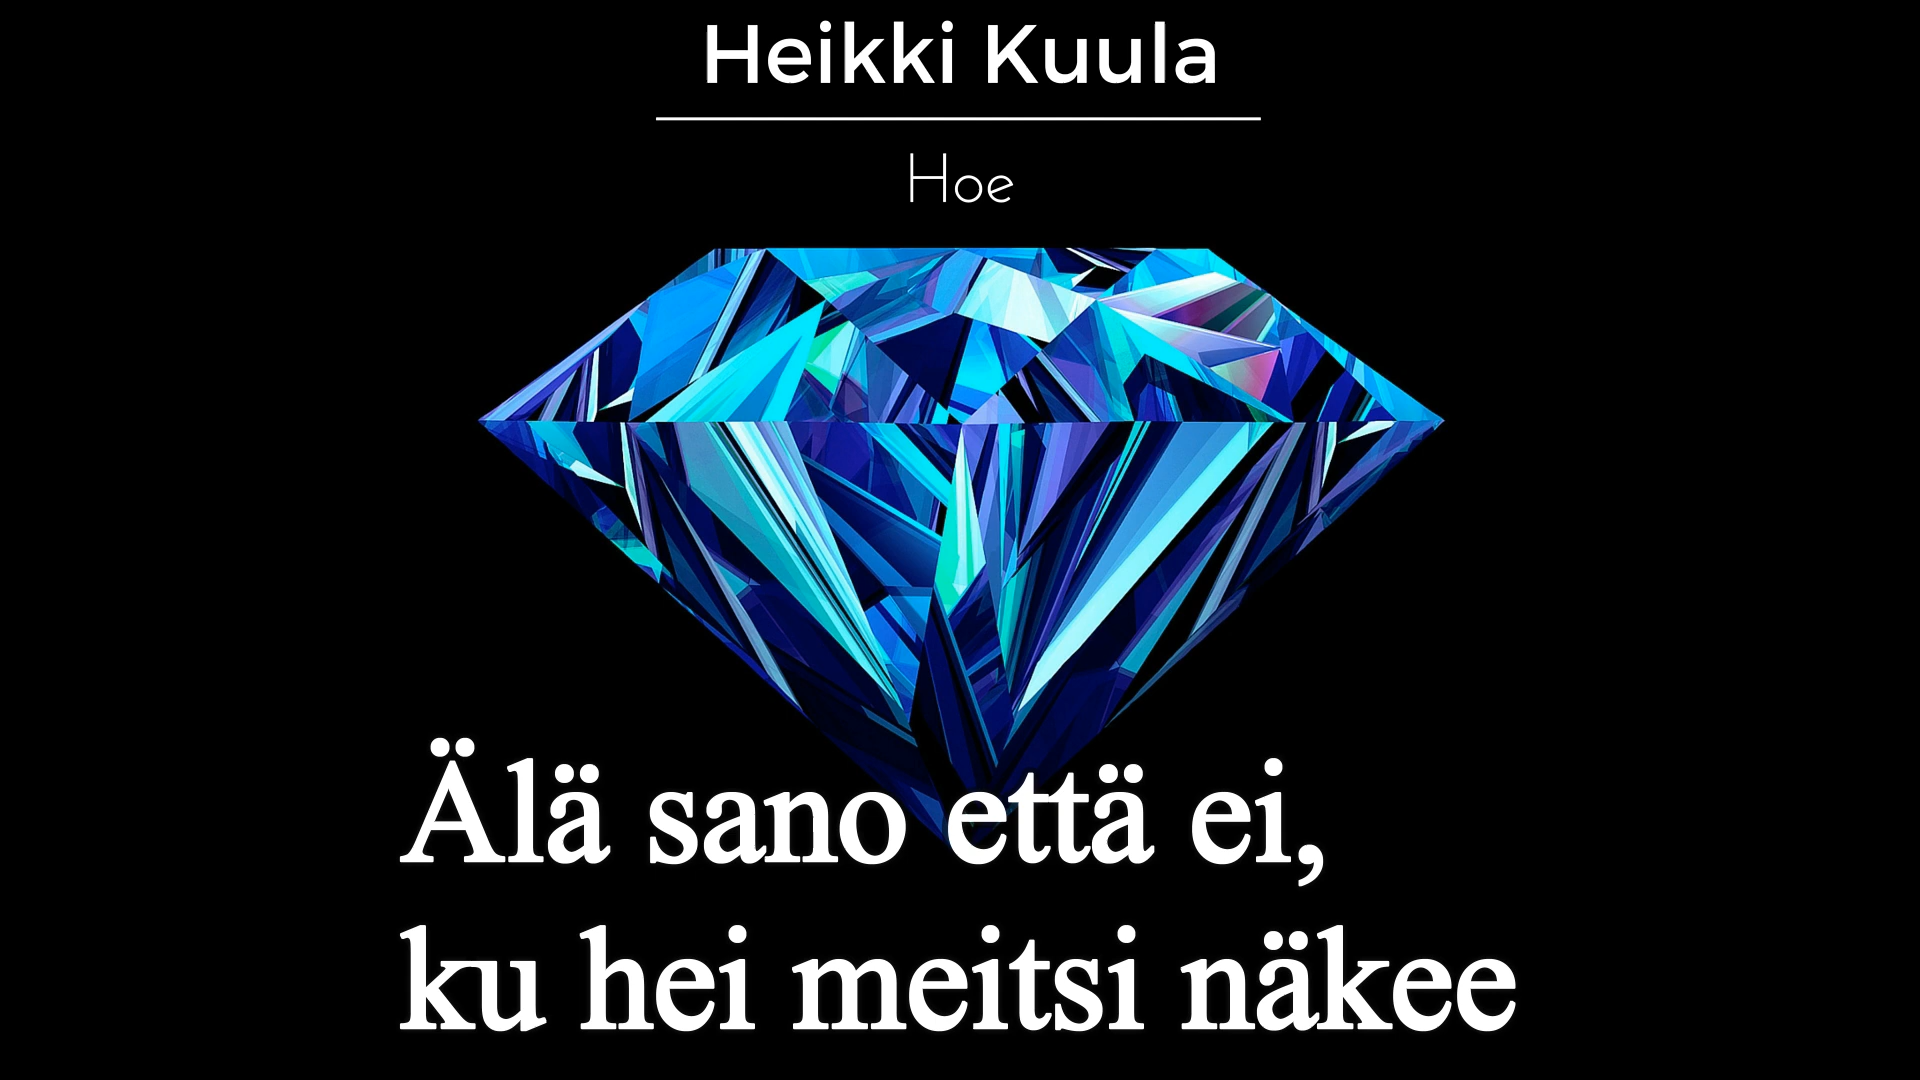 Heikki Kuula
Hoe
Älä sano että ei,
ku hei meitsi näkee